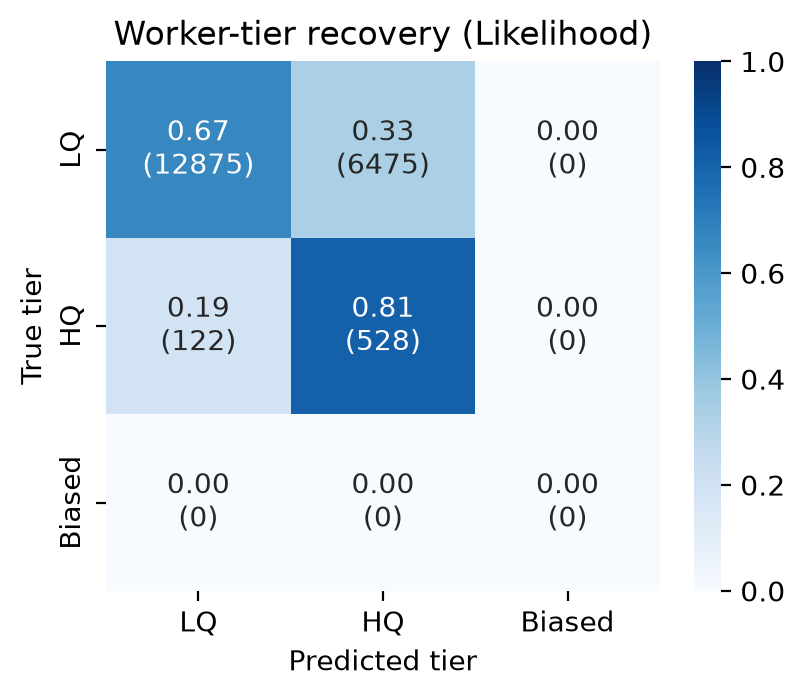 Worker-tier recovery (Likelihood)
True tier
LQ
0.67
(12875)
0.33
(6475)
0.00
(0)
HQ
0.19
(122)
0.81
(528)
0.00
(0)
Biased
0.00
(0)
0.00
(0)
0.00
(0)
LQ
HQ
Biased
Predicted tier
1.0
0.8
0.6
0.4
0.2
0.0